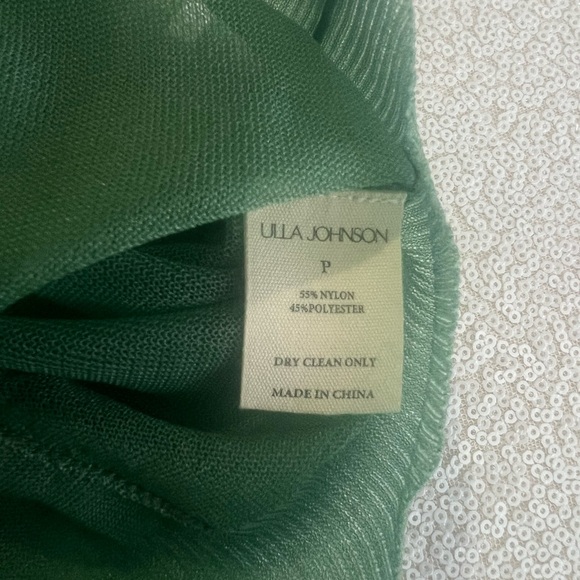 ULLA JOHNSON
P
55% NYLON
45%POLYESTER
DRY CLEAN ONLY
MADE IN CHINA